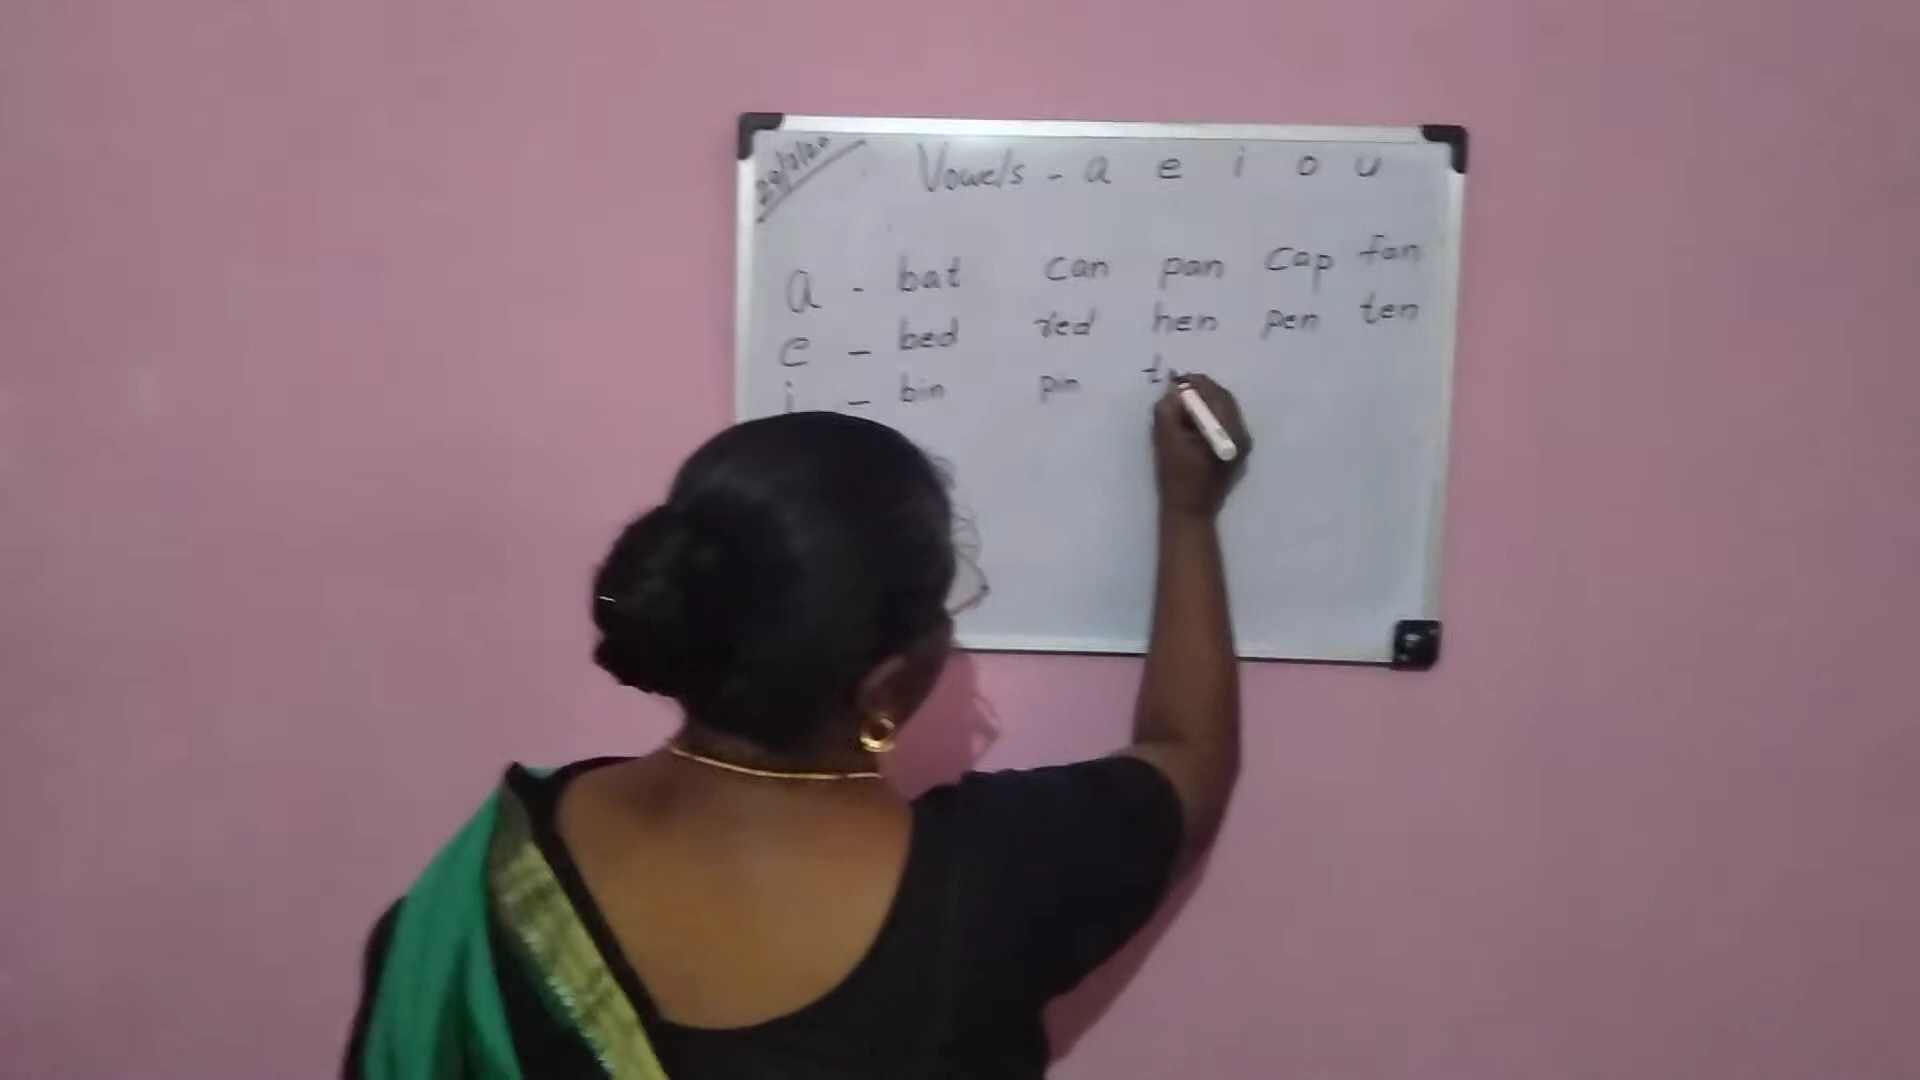 Vowels - a e i o u
a - bat can pan cap fan
e - bed red hen pen ten
i - bin pin